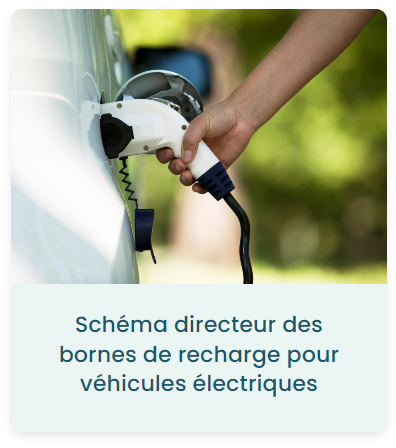 Schéma directeur des
bornes de recharge pour
véhicules électriques